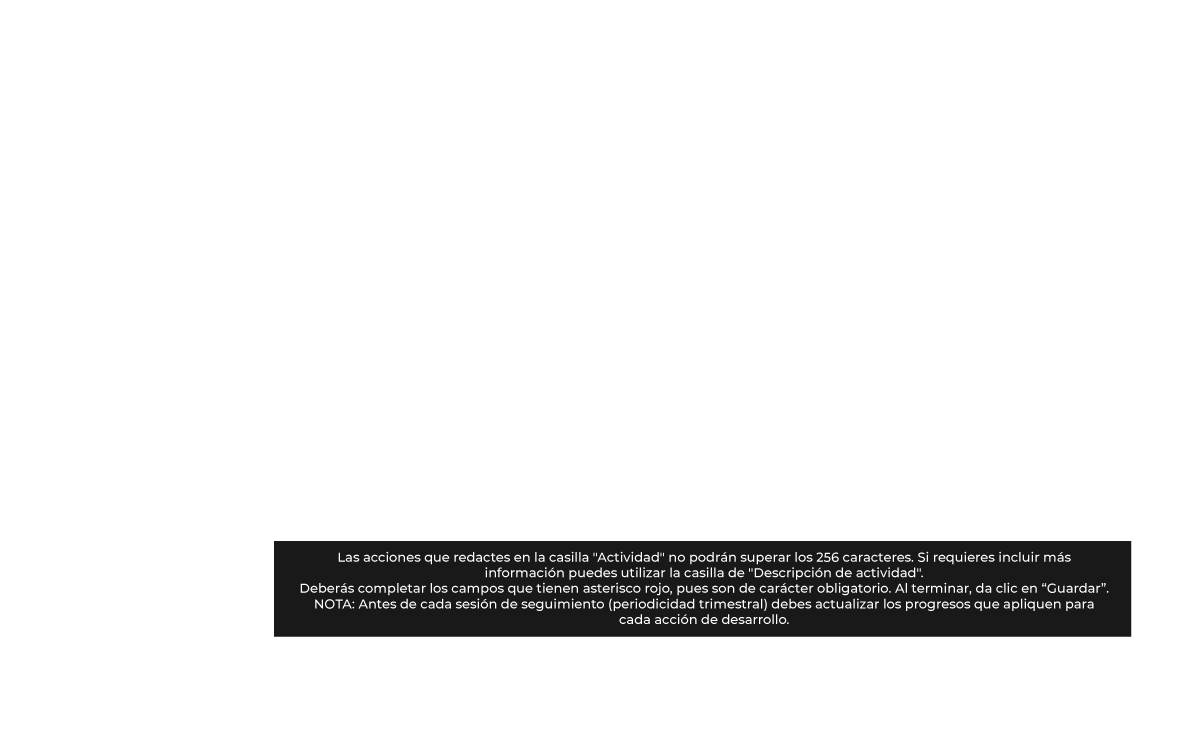 Las acciones que redactes en la casilla "Actividad" no podrán superar los 256 caracteres. Si requieres incluir más
información puedes utilizar la casilla de "Descripción de actividad".
Deberás completar los campos que tienen asterisco rojo, pues son de carácter obligatorio. Al terminar, da clic en “Guardar”.
NOTA: Antes de cada sesión de seguimiento (periodicidad trimestral) debes actualizar los progresos que apliquen para
cada acción de desarrollo.